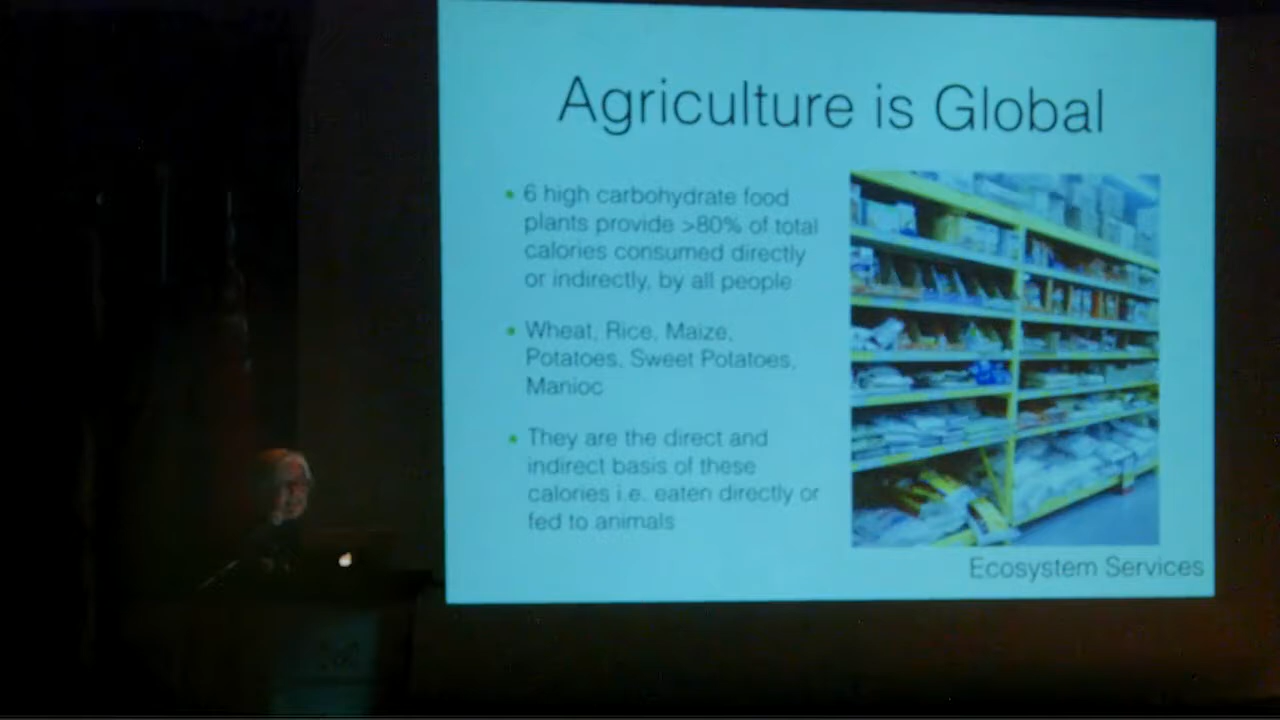 Agriculture is Global
• 6 high carbohydrate food
plants provide >80% of total
calories consumed directly
or indirectly, by all people
• Wheat, Rice, Maize,
Potatoes, Sweet Potatoes,
Manioc
• They are the direct and
indirect basis of these
calories i.e. eaten directly or
fed to animals
Ecosystem Services